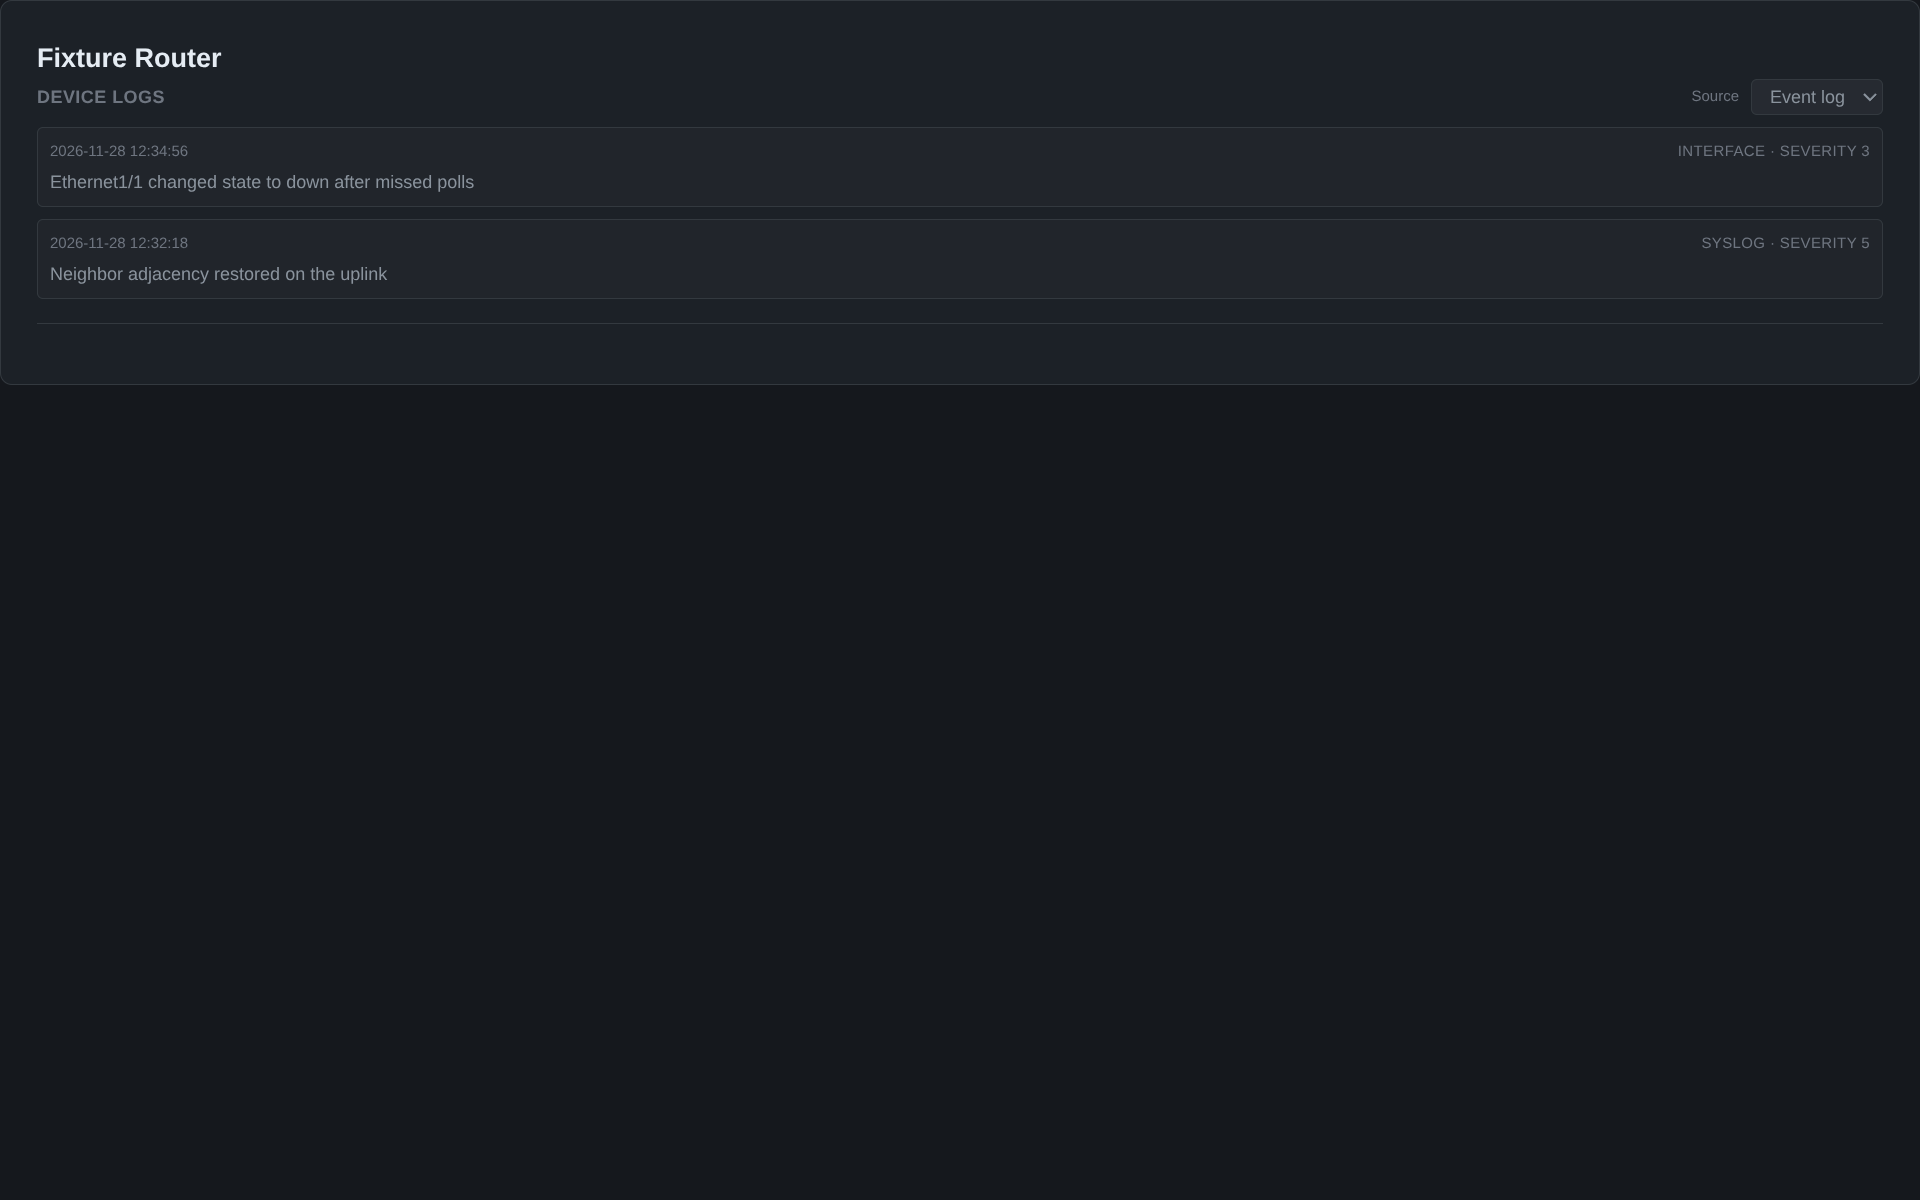 Fixture Router
DEVICE LOGS
Source Event log
2026-11-28 12:34:56 INTERFACE · SEVERITY 3
Ethernet1/1 changed state to down after missed polls
2026-11-28 12:32:18 SYSLOG · SEVERITY 5
Neighbor adjacency restored on the uplink